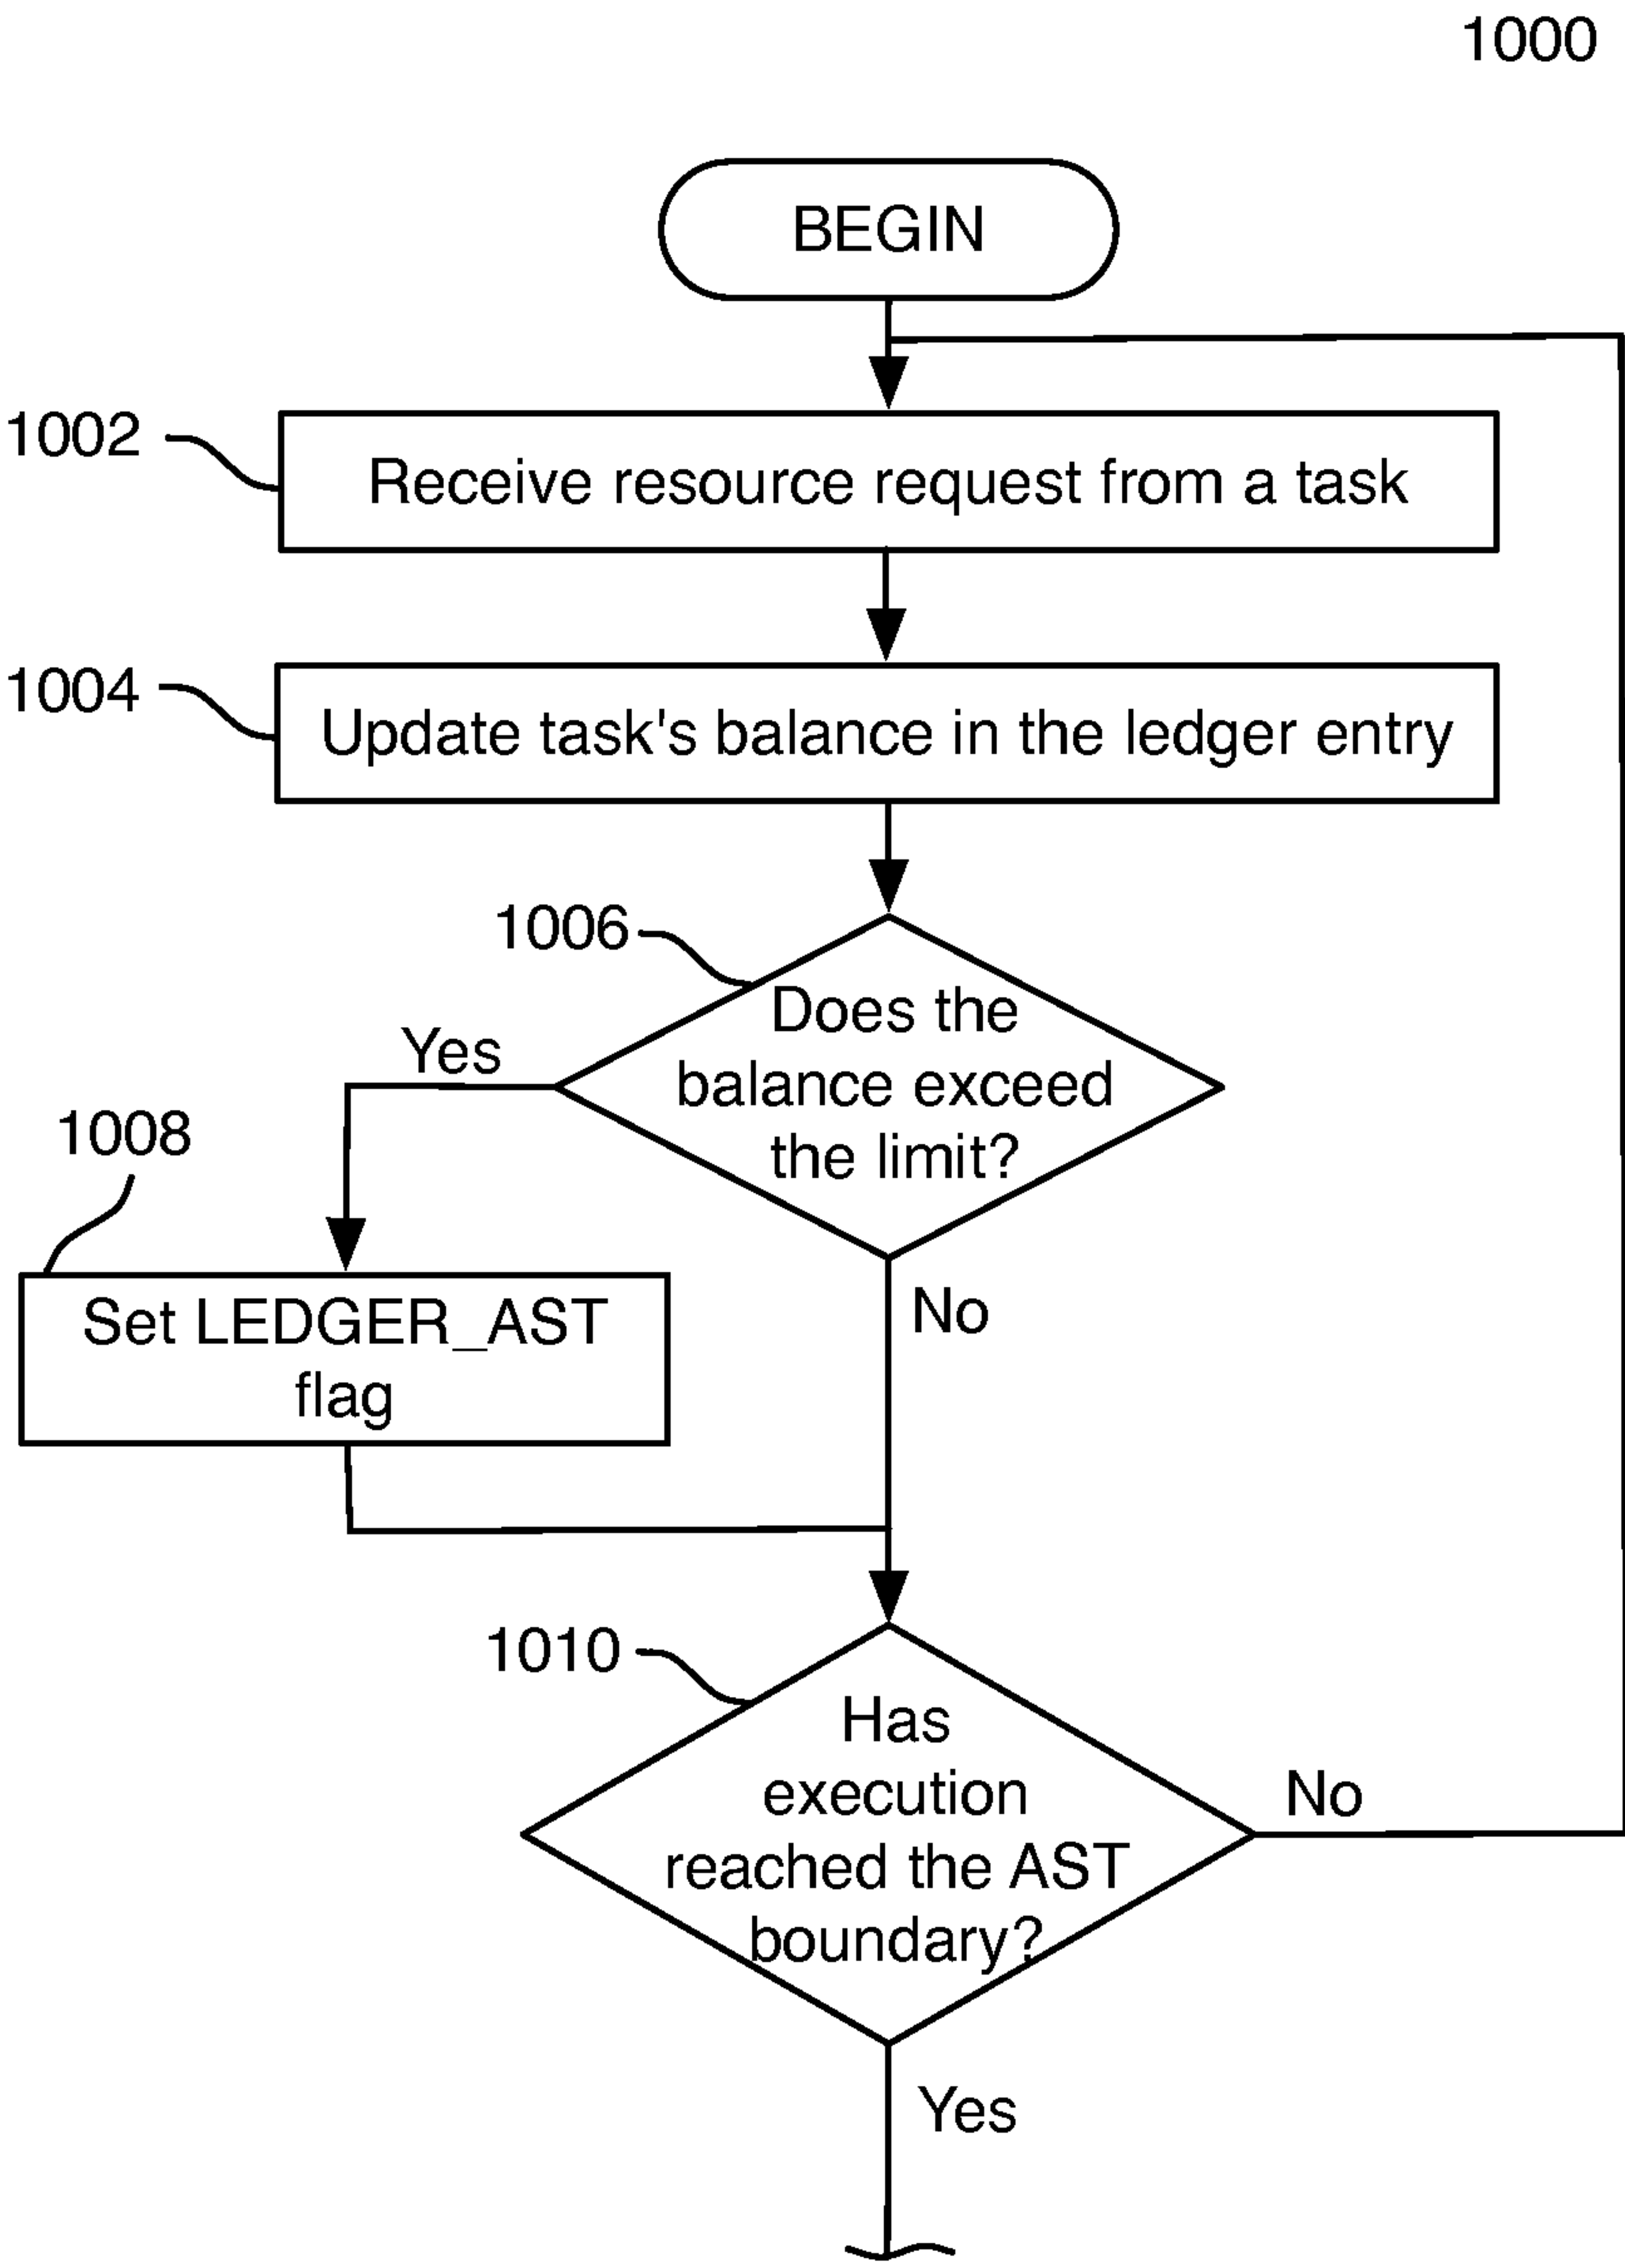 1000
BEGIN
1002
Receive resource request from a task
1004
Update task's balance in the ledger entry
1006
Does the
balance exceed
the limit?
Yes
1008
Set LEDGER_AST
flag
No
1010
Has
execution
reached the AST
boundary?
No
Yes